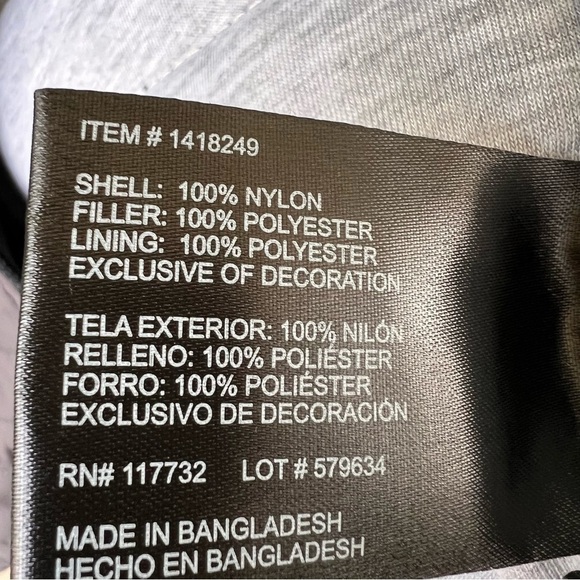 ITEM # 1418249
SHELL: 100% NYLON
FILLER: 100% POLYESTER
LINING: 100% POLYESTER
EXCLUSIVE OF DECORATION
TELA EXTERIOR: 100% NILÓN
RELLENO: 100% POLIÉSTER
FORRO: 100% POLIÉSTER
EXCLUSIVO DE DECORACIÓN
RN# 117732 LOT # 579634
MADE IN BANGLADESH
HECHO EN BANGLADESH